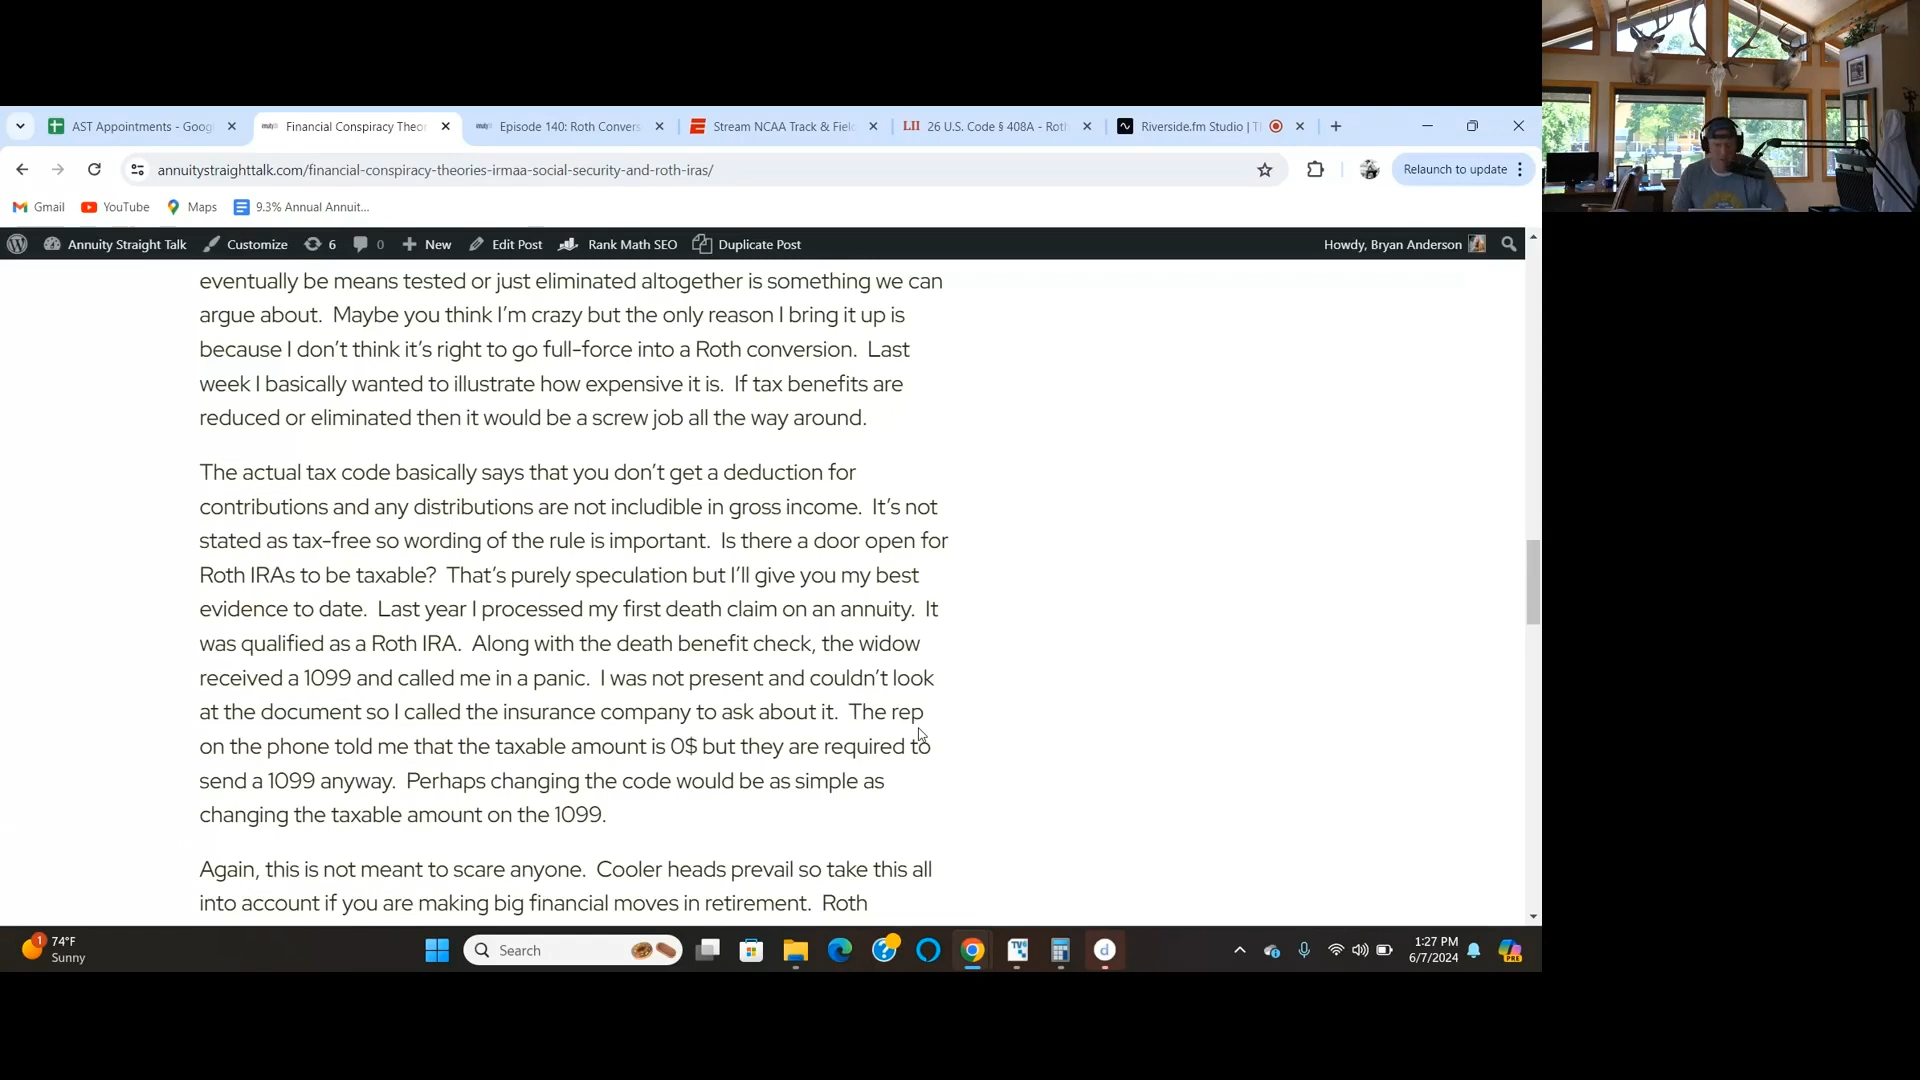 AST Appointments - Goog
Financial Conspiracy Theor
Episode 140: Roth Convers
Stream NCAA Track & Fiel
LII 26 U.S. Code § 408A - Roth
Riverside.fm Studio | T
annuitystraighttalk.com/financial-conspiracy-theories-irmaa-social-security-and-roth-iras/
Relaunch to update
Gmail
YouTube
Maps
9.3% Annual Annuit...
Annuity Straight Talk
Customize
6
0
New
Edit Post
Rank Math SEO
Duplicate Post
Howdy, Bryan Anderson
eventually be means tested or just eliminated altogether is something we can
argue about. Maybe you think I'm crazy but the only reason I bring it up is
because I don't think it's right to go full-force into a Roth conversion. Last
week I basically wanted to illustrate how expensive it is. If tax benefits are
reduced or eliminated then it would be a screw job all the way around.
The actual tax code basically says that you don't get a deduction for
contributions and any distributions are not includible in gross income. It's not
stated as tax-free so wording of the rule is important. Is there a door open for
Roth IRAs to be taxable? That's purely speculation but I'll give you my best
evidence to date. Last year I processed my first death claim on an annuity. It
was qualified as a Roth IRA. Along with the death benefit check, the widow
received a 1099 and called me in a panic. I was not present and couldn't look
at the document so I called the insurance company to ask about it. The rep
on the phone told me that the taxable amount is 0$ but they are required to
send a 1099 anyway. Perhaps changing the code would be as simple as
changing the taxable amount on the 1099.
Again, this is not meant to scare anyone. Cooler heads prevail so take this all
into account if you are making big financial moves in retirement. Roth
1
74°F
Sunny
Search
TV6
d
1:27 PM
6/7/2024
PRE